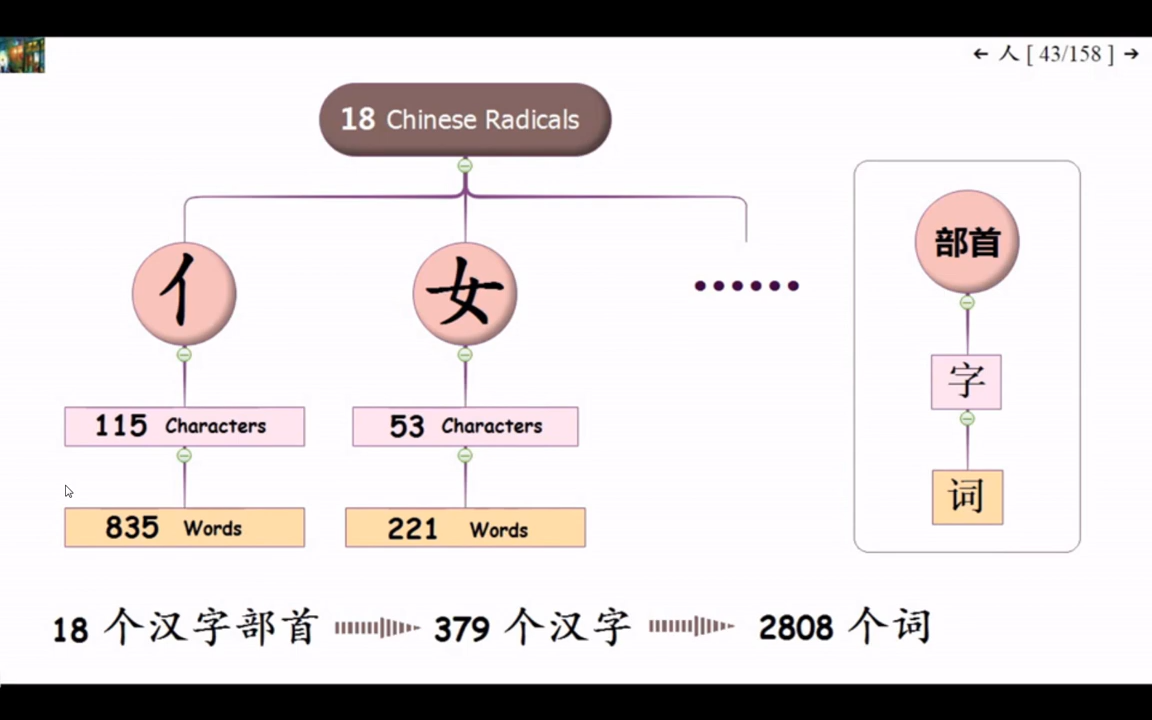 ← 人 [ 43/158 ] →
18 Chinese Radicals
亻
女
••••••
部首
115 Characters
53 Characters
字
835 Words
221 Words
词
18 个汉字部首 379 个汉字 2808 个词